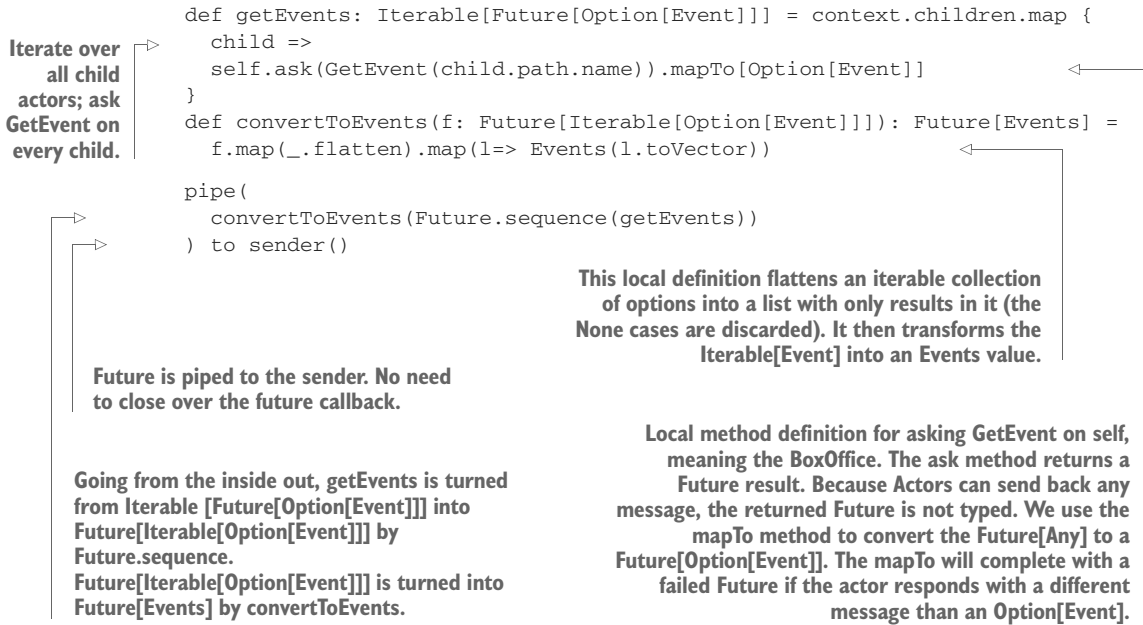 def getEvents: Iterable[Future[Option[Event]]] = context.children.map {
child =>
self.ask(GetEvent(child.path.name)).mapTo[Option[Event]]
}
def convertToEvents(f: Future[Iterable[Option[Event]]]): Future[Events] =
f.map(_.flatten).map(l=> Events(l.toVector))
pipe(
convertToEvents(Future.sequence(getEvents))
) to sender()
Iterate over
all child
actors; ask
GetEvent on
every child.
This local definition flattens an iterable collection
of options into a list with only results in it (the
None cases are discarded). It then transforms the
Iterable[Event] into an Events value.
Future is piped to the sender. No need
to close over the future callback.
Going from the inside out, getEvents is turned
from Iterable [Future[Option[Event]]] into
Future[Iterable[Option[Event]]] by
Future.sequence.
Future[Iterable[Option[Event]]] is turned into
Future[Events] by convertToEvents.
Local method definition for asking GetEvent on self,
meaning the BoxOffice. The ask method returns a
Future result. Because Actors can send back any
message, the returned Future is not typed. We use the
mapTo method to convert the Future[Any] to a
Future[Option[Event]]. The mapTo will complete with a
failed Future if the actor responds with a different
message than an Option[Event].